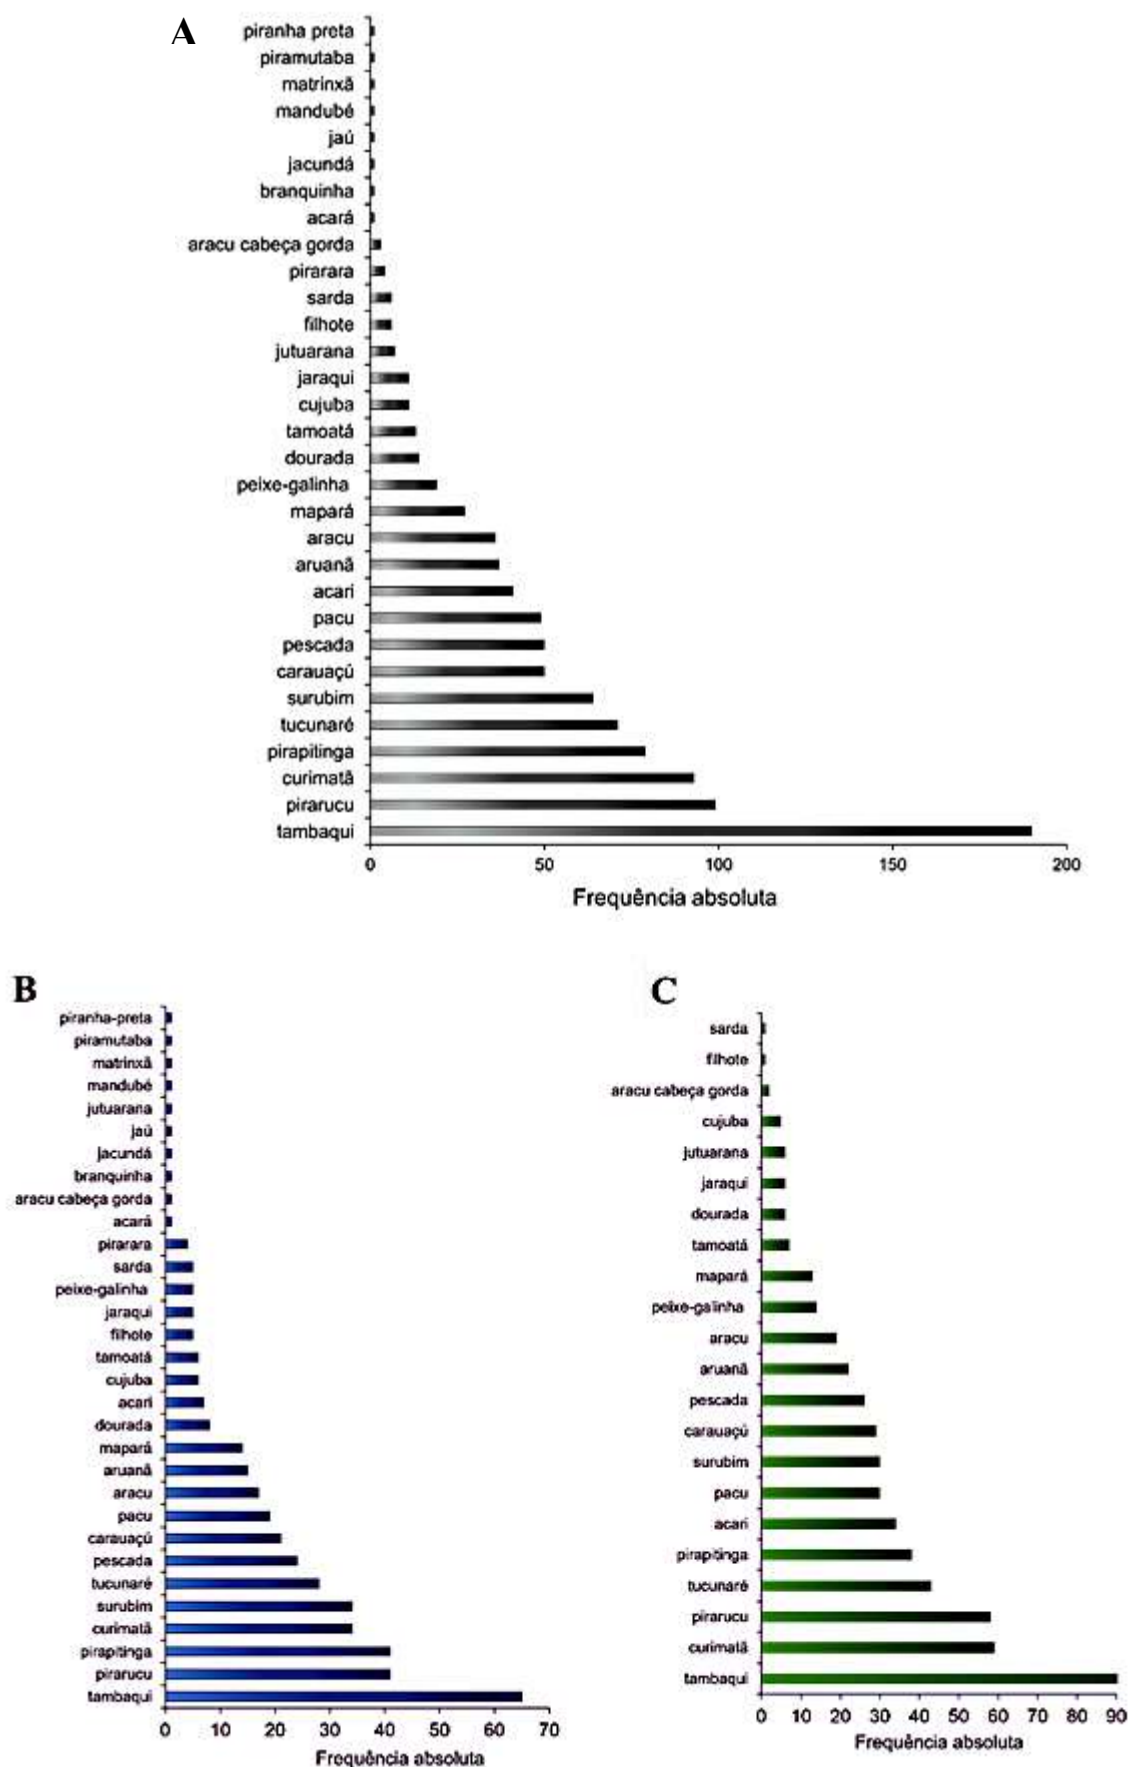 A
piranha preta
piramutaba
matrinxã
mandubé
jaú
jacundá
branquinha
acará
aracu cabeça gorda
pirarara
sarda
filhote
jutuarana
jaraqui
cujuba
tamoatá
dourada
peixe-galinha
mapará
aracu
aruanã
acari
pacu
pescada
carauaçú
surubim
tucunaré
pirapitinga
curimatã
pirarucu
tambaqui
0 50 100 150 200
Frequência absoluta
B
piranha-preta
piramutaba
matrinxã
mandubé
jutuarana
jaú
jacundá
branquinha
aracu cabeça gorda
acará
pirarara
sarda
peixe-galinha
jaraqui
filhote
tamoatá
cujuba
acari
dourada
mapará
aruanã
aracu
pacu
carauaçú
pescada
tucunaré
surubim
curimatã
pirapitinga
pirarucu
tambaqui
0 10 20 30 40 50 60 70
Frequência absoluta
C
sarda
filhote
aracu cabeça gorda
cujuba
jutuarana
jaraqui
dourada
tamoatá
mapará
peixe-galinha
aracu
aruanã
pescada
carauaçú
surubim
pacu
acari
pirapitinga
tucunaré
pirarucu
curimatã
tambaqui
0 10 20 30 40 50 60 70 80 90
Frequência absoluta